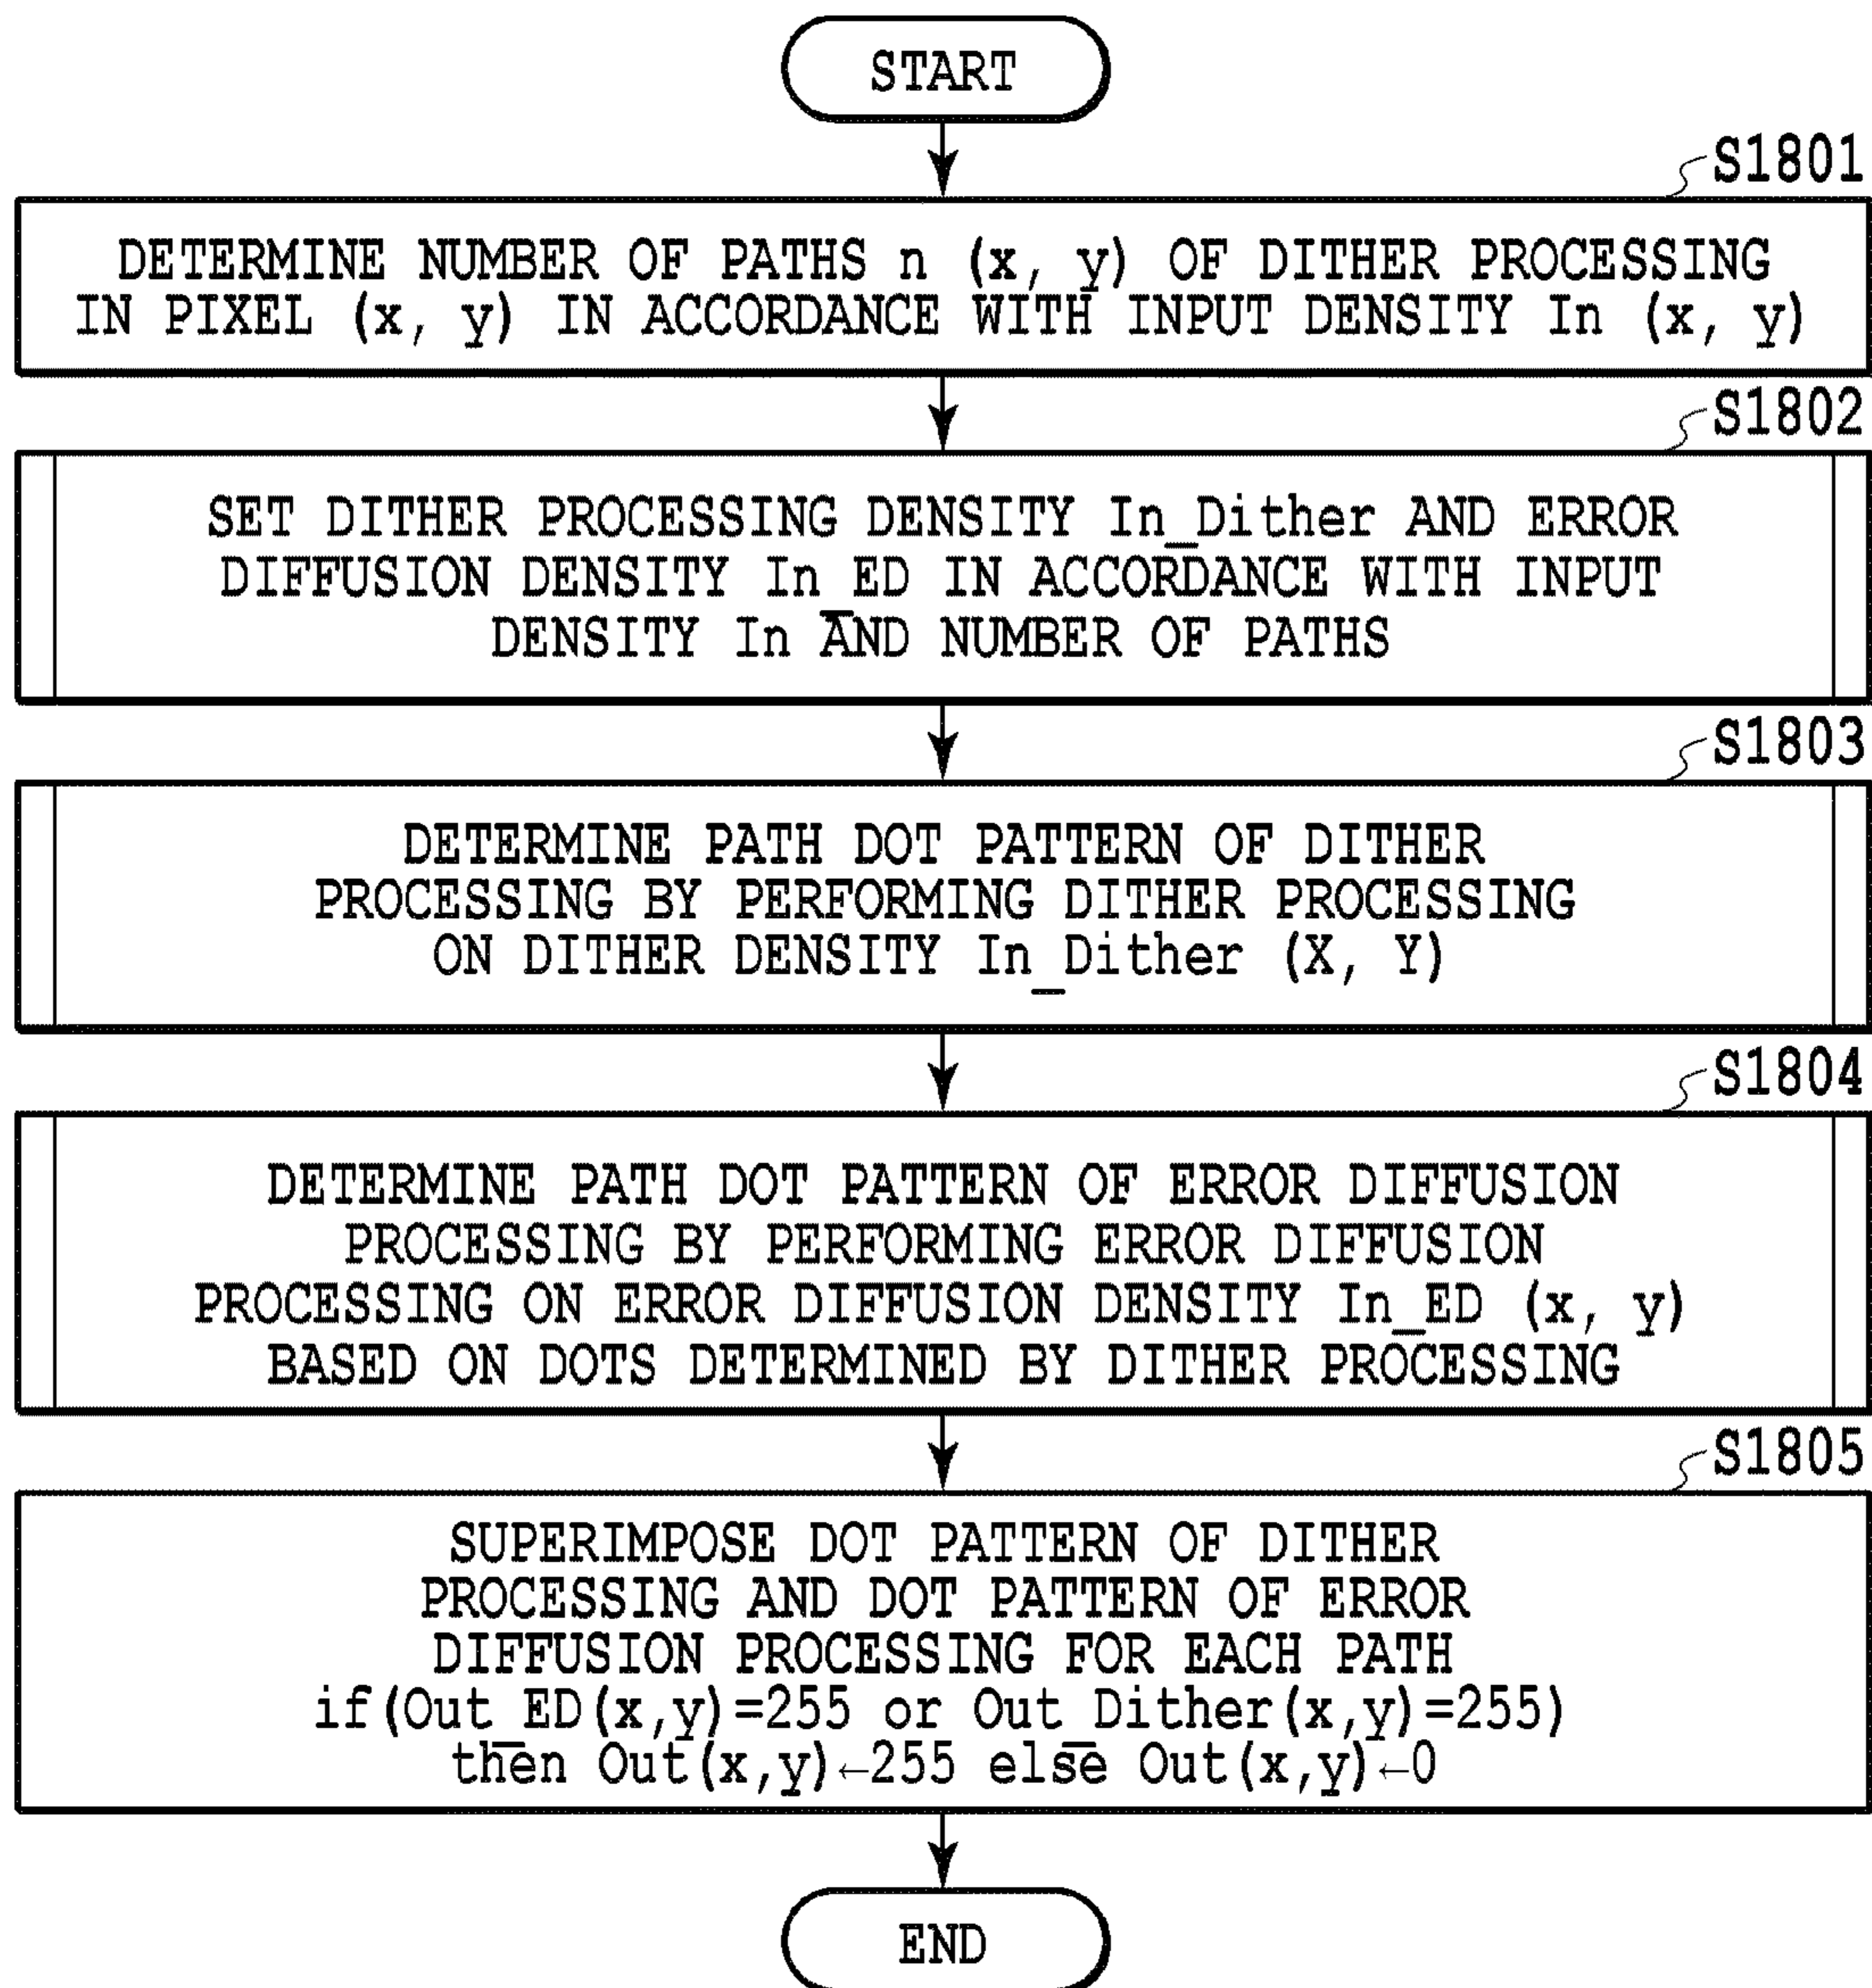 START
S1801
DETERMINE NUMBER OF PATHS n (x, y) OF DITHER PROCESSING
IN PIXEL (x, y) IN ACCORDANCE WITH INPUT DENSITY In (x, y)
S1802
SET DITHER PROCESSING DENSITY In_Dither AND ERROR
DIFFUSION DENSITY In_ED IN ACCORDANCE WITH INPUT
DENSITY In AND NUMBER OF PATHS
S1803
DETERMINE PATH DOT PATTERN OF DITHER
PROCESSING BY PERFORMING DITHER PROCESSING
ON DITHER DENSITY In_Dither (X, Y)
S1804
DETERMINE PATH DOT PATTERN OF ERROR DIFFUSION
PROCESSING BY PERFORMING ERROR DIFFUSION
PROCESSING ON ERROR DIFFUSION DENSITY In_ED (x, y)
BASED ON DOTS DETERMINED BY DITHER PROCESSING
S1805
SUPERIMPOSE DOT PATTERN OF DITHER
PROCESSING AND DOT PATTERN OF ERROR
DIFFUSION PROCESSING FOR EACH PATH
if(Out_ED(x,y)=255 or Out_Dither(x,y)=255)
then Out(x,y)←255 else Out(x,y)←0
END